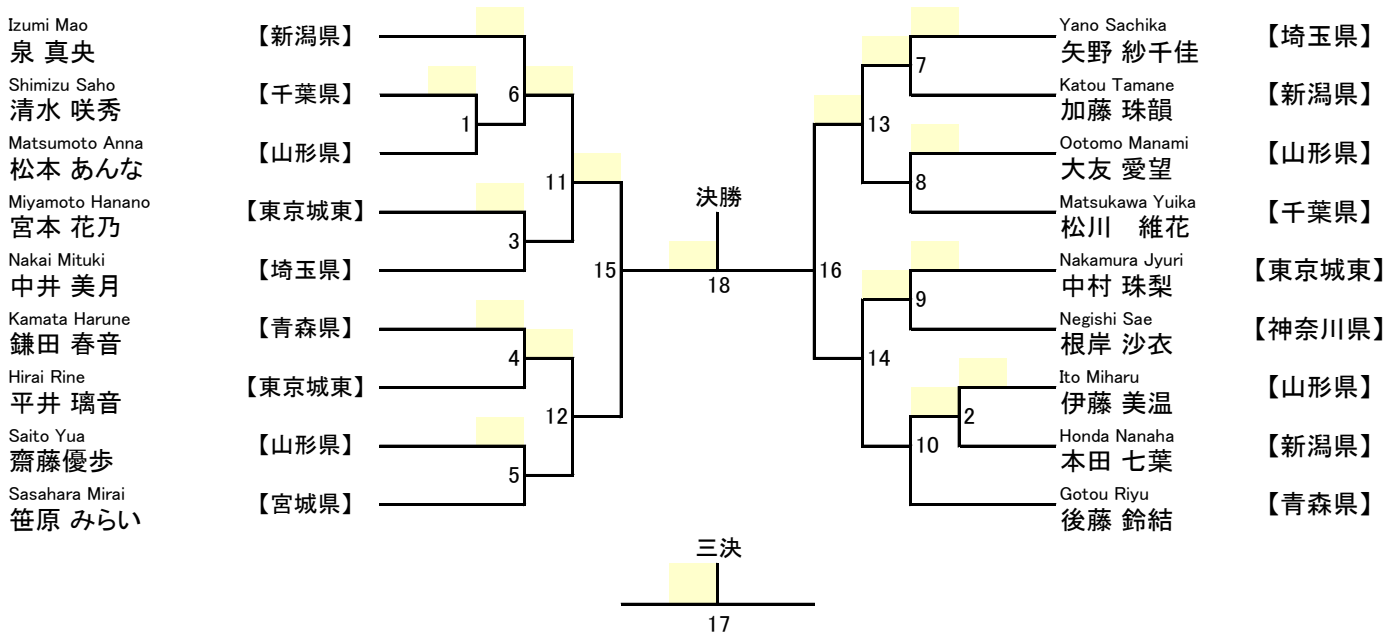 Izumi Mao
泉 真央
【新潟県】
Shimizu Saho
清水 咲秀
【千葉県】
Matsumoto Anna
松本 あんな
【山形県】
Miyamoto Hanano
宮本 花乃
【東京城東】
Nakai Mituki
中井 美月
【埼玉県】
Kamata Harune
鎌田 春音
【青森県】
Hirai Rine
平井 璃音
【東京城東】
Saito Yua
齋藤優歩
【山形県】
Sasahara Mirai
笹原 みらい
【宮城県】
6
1
11
3
15
4
12
5
決勝
18
三決
17
7
13
8
16
9
14
2
10
Yano Sachika
矢野 紗千佳
【埼玉県】
Katou Tamane
加藤 珠韻
【新潟県】
Ootomo Manami
大友 愛望
【山形県】
Matsukawa Yuika
松川　維花
【千葉県】
Nakamura Jyuri
中村 珠梨
【東京城東】
Negishi Sae
根岸 沙衣
【神奈川県】
Ito Miharu
伊藤 美温
【山形県】
Honda Nanaha
本田 七葉
【新潟県】
Gotou Riyu
後藤 鈴結
【青森県】